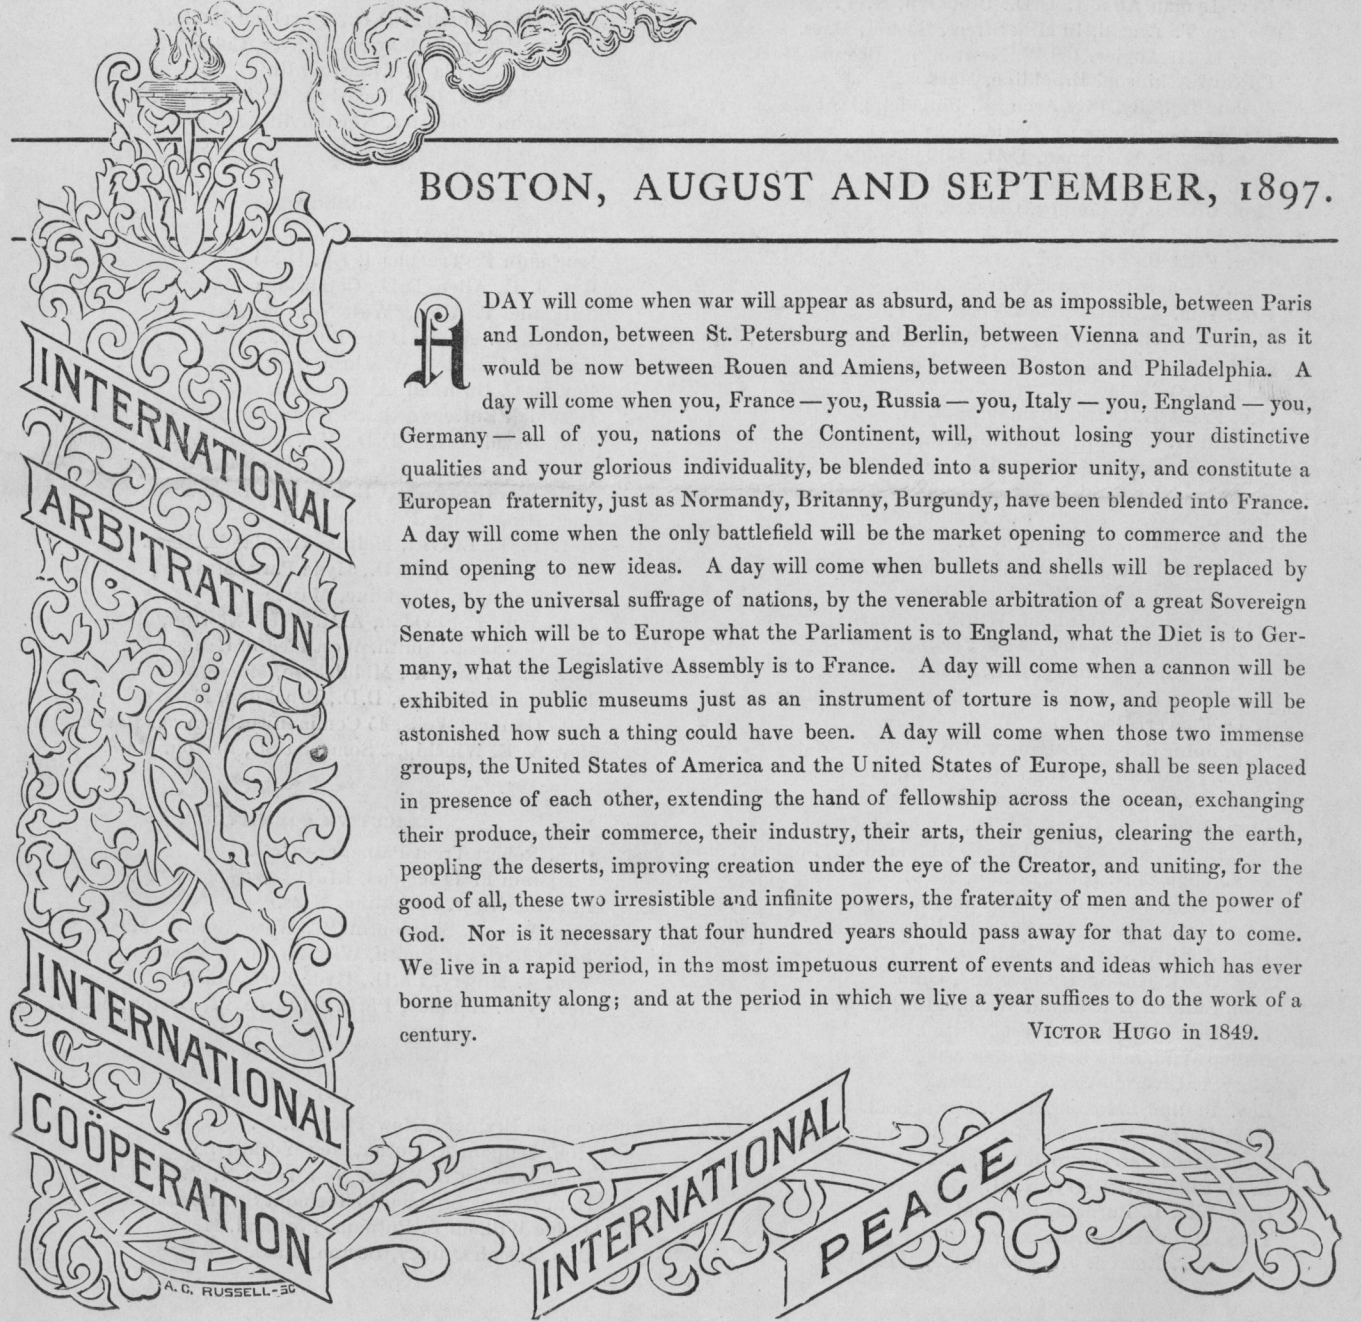 BOSTON, AUGUST AND SEPTEMBER, 1897.
A DAY will come when war will appear as absurd, and be as impossible, between Paris
and London, between St. Petersburg and Berlin, between Vienna and Turin, as it
would be now between Rouen and Amiens, between Boston and Philadelphia. A
day will come when you, France — you, Russia — you, Italy — you, England — you,
Germany — all of you, nations of the Continent, will, without losing your distinctive
qualities and your glorious individuality, be blended into a superior unity, and constitute a
European fraternity, just as Normandy, Britanny, Burgundy, have been blended into France.
A day will come when the only battlefield will be the market opening to commerce and the
mind opening to new ideas. A day will come when bullets and shells will be replaced by
votes, by the universal suffrage of nations, by the venerable arbitration of a great Sovereign
Senate which will be to Europe what the Parliament is to England, what the Diet is to Ger-
many, what the Legislative Assembly is to France. A day will come when a cannon will be
exhibited in public museums just as an instrument of torture is now, and people will be
astonished how such a thing could have been. A day will come when those two immense
groups, the United States of America and the United States of Europe, shall be seen placed
in presence of each other, extending the hand of fellowship across the ocean, exchanging
their produce, their commerce, their industry, their arts, their genius, clearing the earth,
peopling the deserts, improving creation under the eye of the Creator, and uniting, for the
good of all, these two irresistible and infinite powers, the fraternity of men and the power of
God. Nor is it necessary that four hundred years should pass away for that day to come.
We live in a rapid period, in the most impetuous current of events and ideas which has ever
borne humanity along; and at the period in which we live a year suffices to do the work of a
century.
VICTOR HUGO in 1849.
INTERNATIONAL
ARBITRATION
INTERNATIONAL
COÖPERATION
INTERNATIONAL
PEACE
A. C. RUSSELL-SC